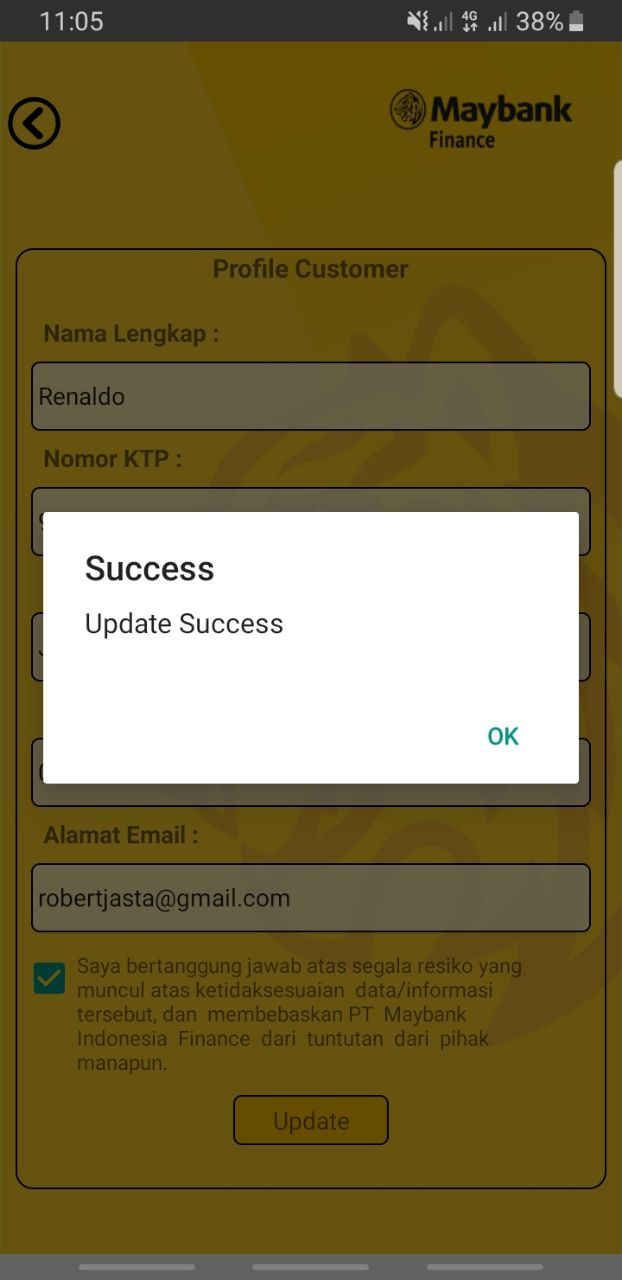 11:05
4G
38%
Maybank
Finance
Profile Customer
Nama Lengkap :
Renaldo
Nomor KTP :
Success
Update Success
OK
Alamat Email :
robertjasta@gmail.com
Saya bertanggung jawab atas segala resiko yang
muncul atas ketidaksesuaian data/informasi
tersebut, dan membebaskan PT Maybank
Indonesia Finance dari tuntutan dari pihak
manapun.
Update